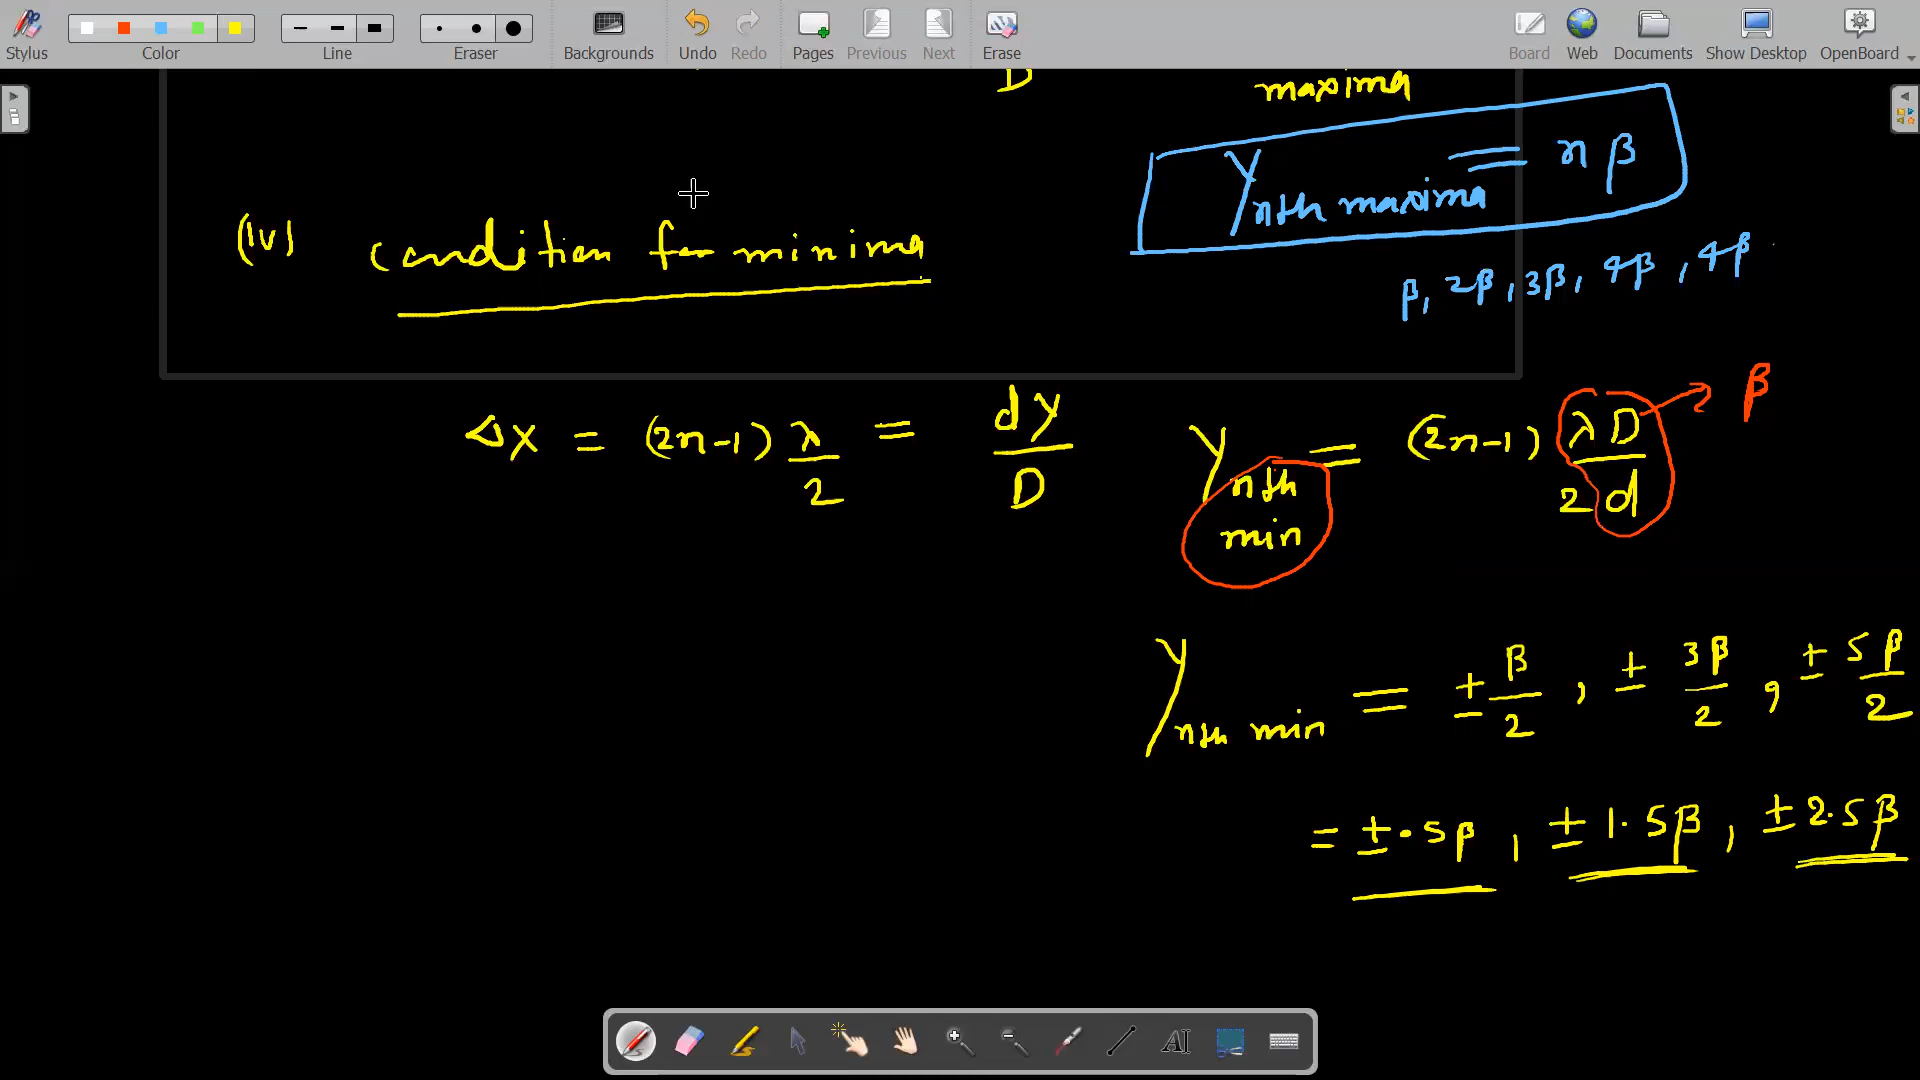 Stylus Color Line Eraser Backgrounds Undo Redo Pages Previous Next Erase Board Web Documents Show Desktop OpenBoard
D maxima
Y nth maxima = n β
(iv) condition for minima
β, 2β, 3β, 4β, 4β
Δx = (2n-1) λ/2 = dy/D
Y nth min = (2n-1) λD/2d → β
Y nth min = ± β/2, ± 3β/2, ± 5β/2
= ± .5β, ± 1.5β, ± 2.5β
AI